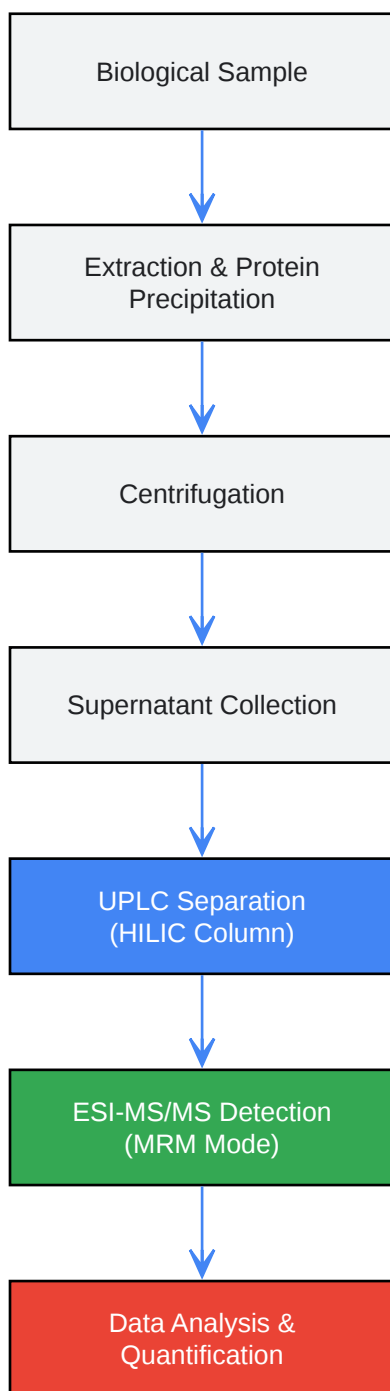 Biological Sample
Extraction & Protein
Precipitation
Centrifugation
Supernatant Collection
UPLC Separation
(HILIC Column)
ESI-MS/MS Detection
(MRM Mode)
Data Analysis &
Quantification